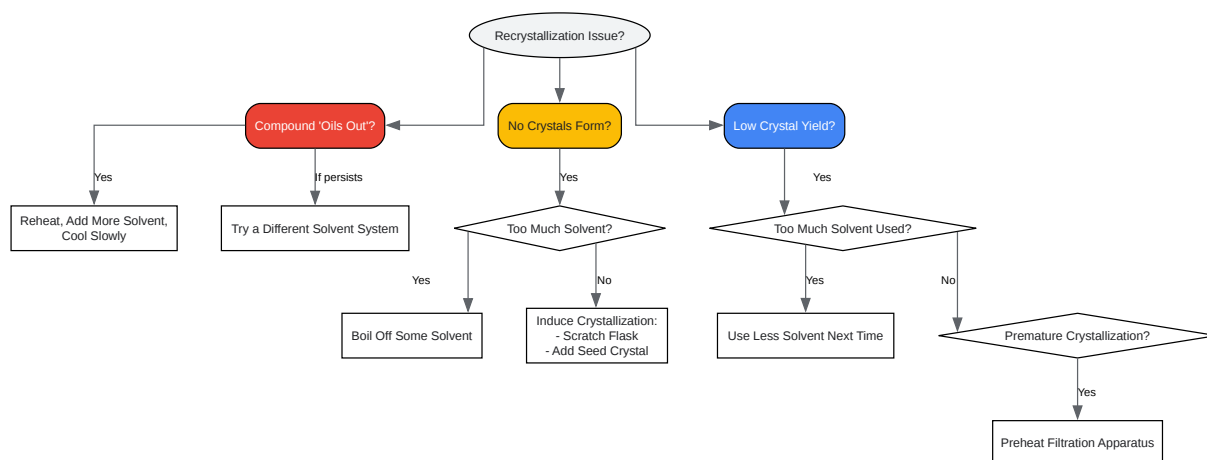 Recrystallization Issue?
Compound 'Oils Out'?
No Crystals Form?
Low Crystal Yield?
Yes
If persists
Yes
Yes
Reheat, Add More Solvent,
Cool Slowly
Try a Different Solvent System
Too Much Solvent?
Too Much Solvent Used?
Yes
No
Yes
No
Boil Off Some Solvent
Induce Crystallization:
- Scratch Flask
- Add Seed Crystal
Use Less Solvent Next Time
Premature Crystallization?
Yes
Preheat Filtration Apparatus